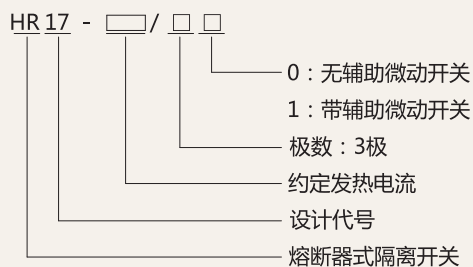 HR 17 - □/□□
0：无辅助微动开关
1：带辅助微动开关
极数：3极
约定发热电流
设计代号
熔断器式隔离开关